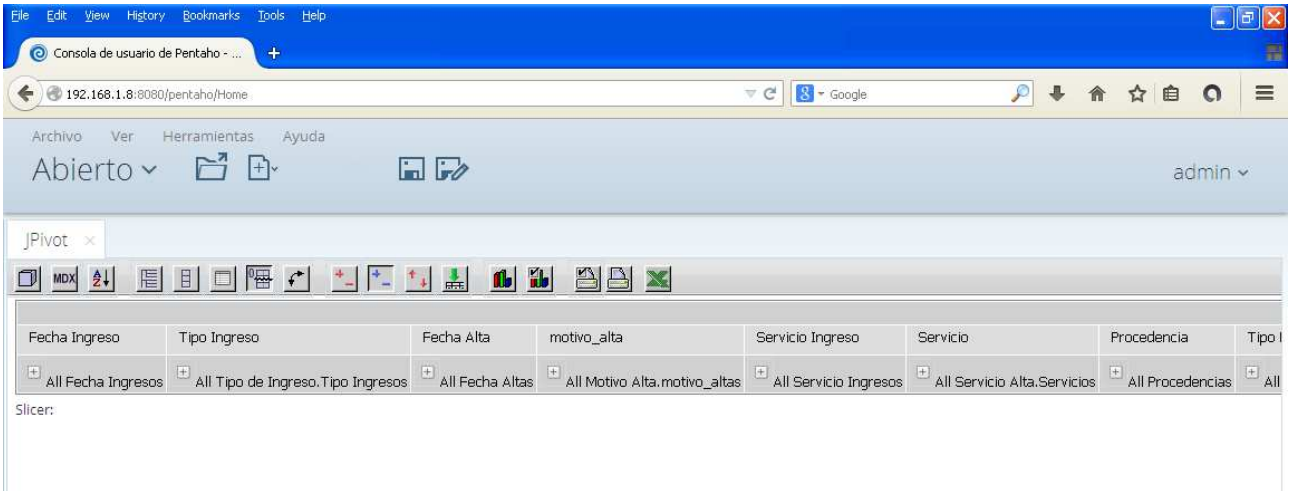 File Edit View History Bookmarks Tools Help
Consola de usuario de Pentaho - ... +
192.168.1.8:8080/pentaho/Home 8 Google
Archivo Ver Herramientas Ayuda
Abierto admin
JPivot ×
MDX
Fecha Ingreso Tipo Ingreso Fecha Alta motivo_alta Servicio Ingreso Servicio Procedencia Tipo
All Fecha Ingresos All Tipo de Ingreso.Tipo Ingresos All Fecha Altas All Motivo Alta.motivo_altas All Servicio Ingresos All Servicio Alta.Servicios All Procedencias All
Slicer: